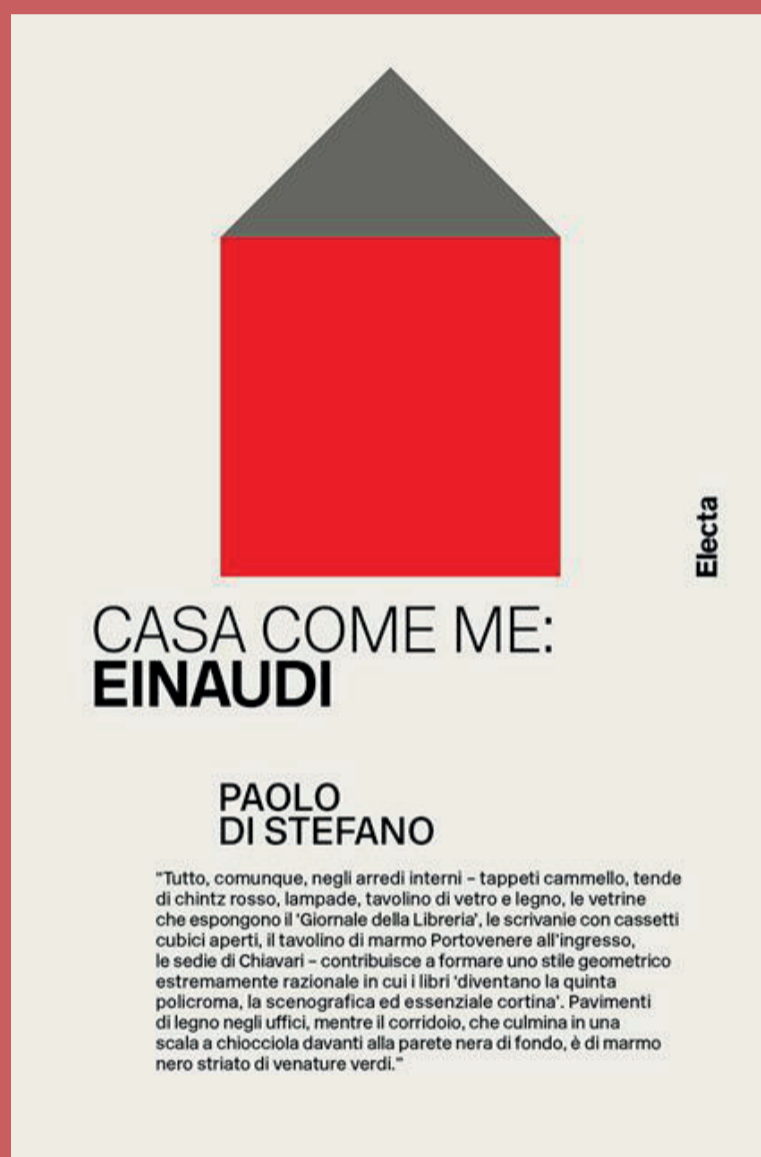 Electa
CASA COME ME:
EINAUDI
PAOLO
DI STEFANO
"Tutto, comunque, negli arredi interni – tappeti cammello, tende
di chintz rosso, lampade, tavolino di vetro e legno, le vetrine
che espongono il 'Giornale della Libreria', le scrivanie con cassetti
cubici aperti, il tavolino di marmo Portovenere all'ingresso,
le sedie di Chiavari – contribuisce a formare uno stile geometrico
estremamente razionale in cui i libri 'diventano la quinta
policroma, la scenografica ed essenziale cortina'. Pavimenti
di legno negli uffici, mentre il corridoio, che culmina in una
scala a chiocciola davanti alla parete nera di fondo, è di marmo
nero striato di venature verdi."